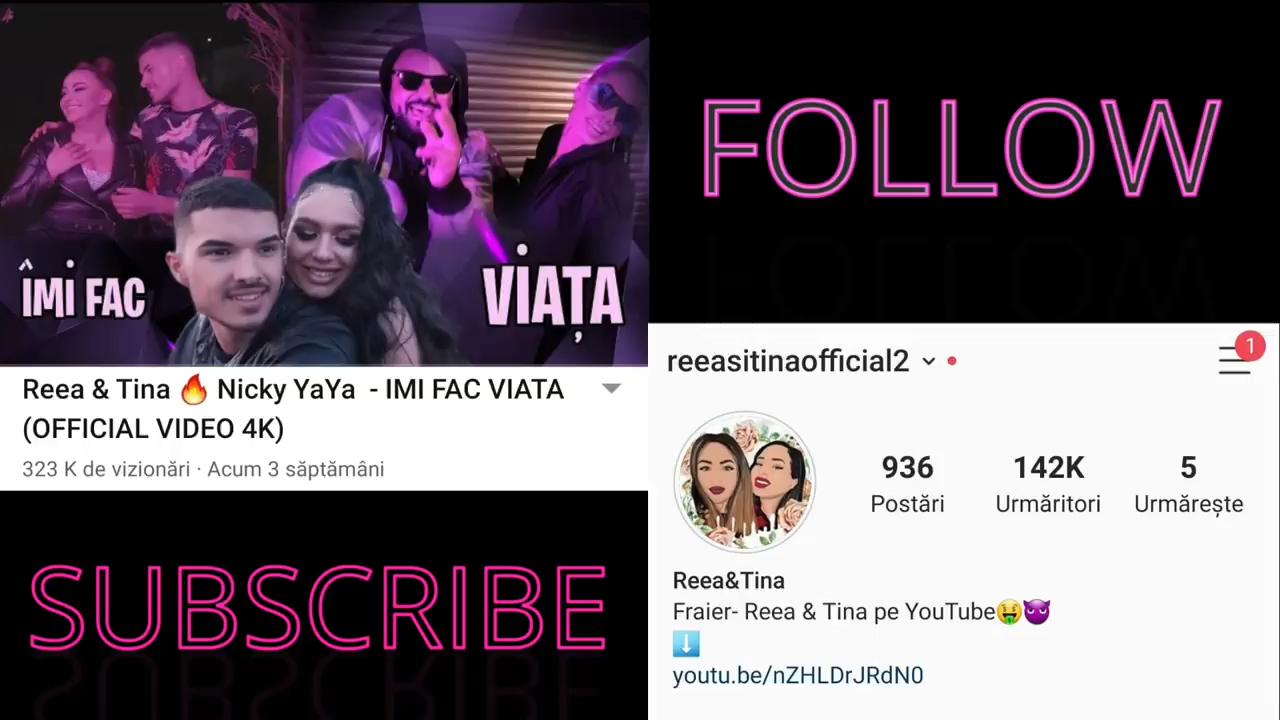 ÎMI FAC
VIAȚA
Reea & Tina 🔥 Nicky YaYa - IMI FAC VIATA
(OFFICIAL VIDEO 4K)
323 K de vizionări · Acum 3 săptămâni
SUBSCRIBE
FOLLOW
reeasitinaofficial2
1
936
142K
5
Postări
Urmăritori
Urmărește
Reea&Tina
Fraier- Reea & Tina pe YouTube🤑😈
⬇️
youtu.be/nZHLDrJRdN0